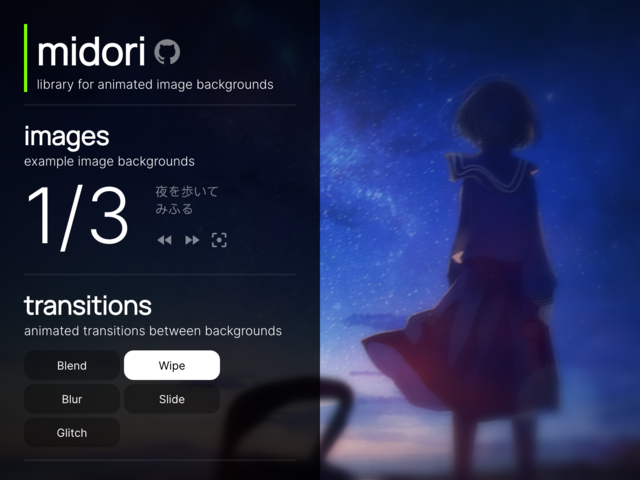 midori
library for animated image backgrounds
images
example image backgrounds
1/3
夜を歩いて
みふる
transitions
animated transitions between backgrounds
Blend
Wipe
Blur
Slide
Glitch